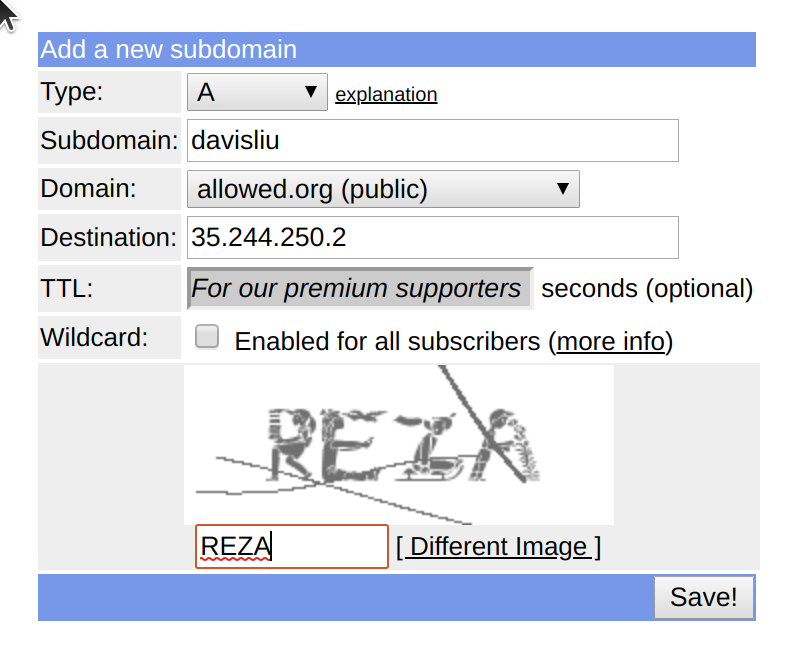 Add a new subdomain
Type: A explanation
Subdomain: davisliu
Domain: allowed.org (public)
Destination: 35.244.250.2
TTL: For our premium supporters seconds (optional)
Wildcard: Enabled for all subscribers (more info)
REZA
REZA [ Different Image ]
Save!